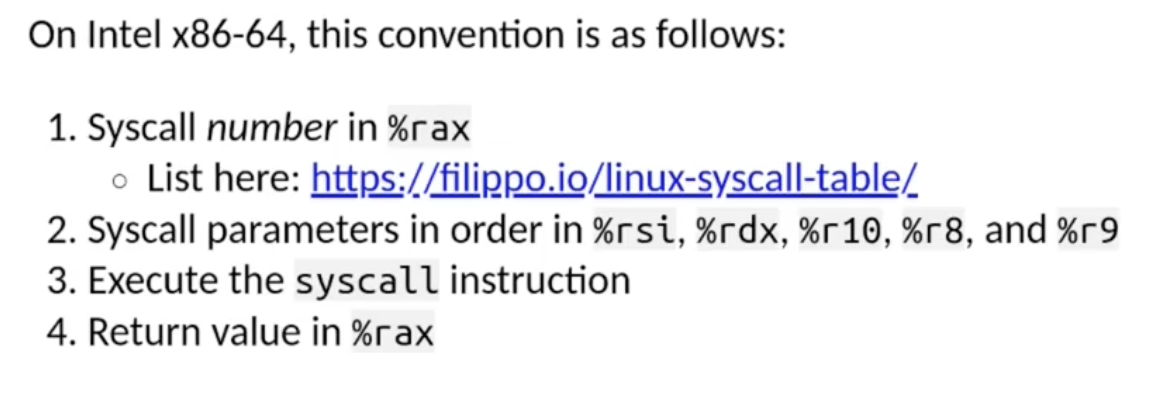 On Intel x86-64, this convention is as follows:
1. Syscall number in %rax
○ List here: https://filippo.io/linux-syscall-table/
2. Syscall parameters in order in %rsi, %rdx, %r10, %r8, and %r9
3. Execute the syscall instruction
4. Return value in %rax